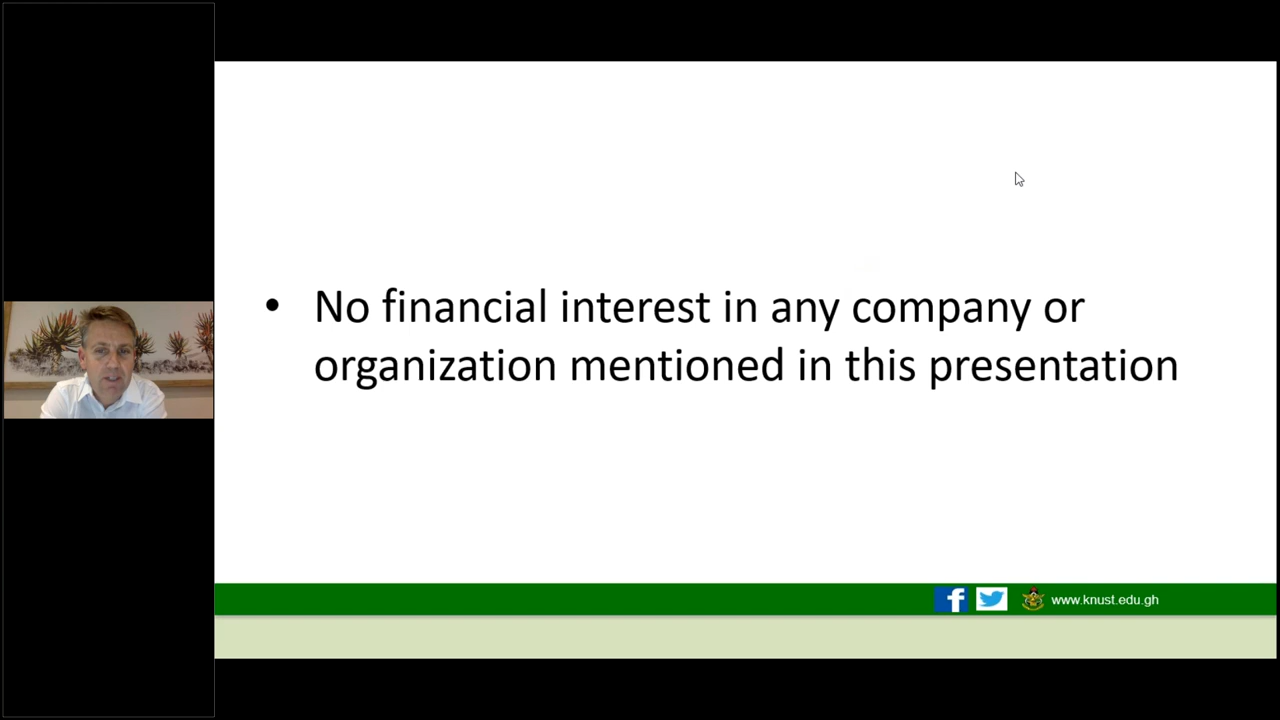 • No financial interest in any company or
organization mentioned in this presentation
www.knust.edu.gh